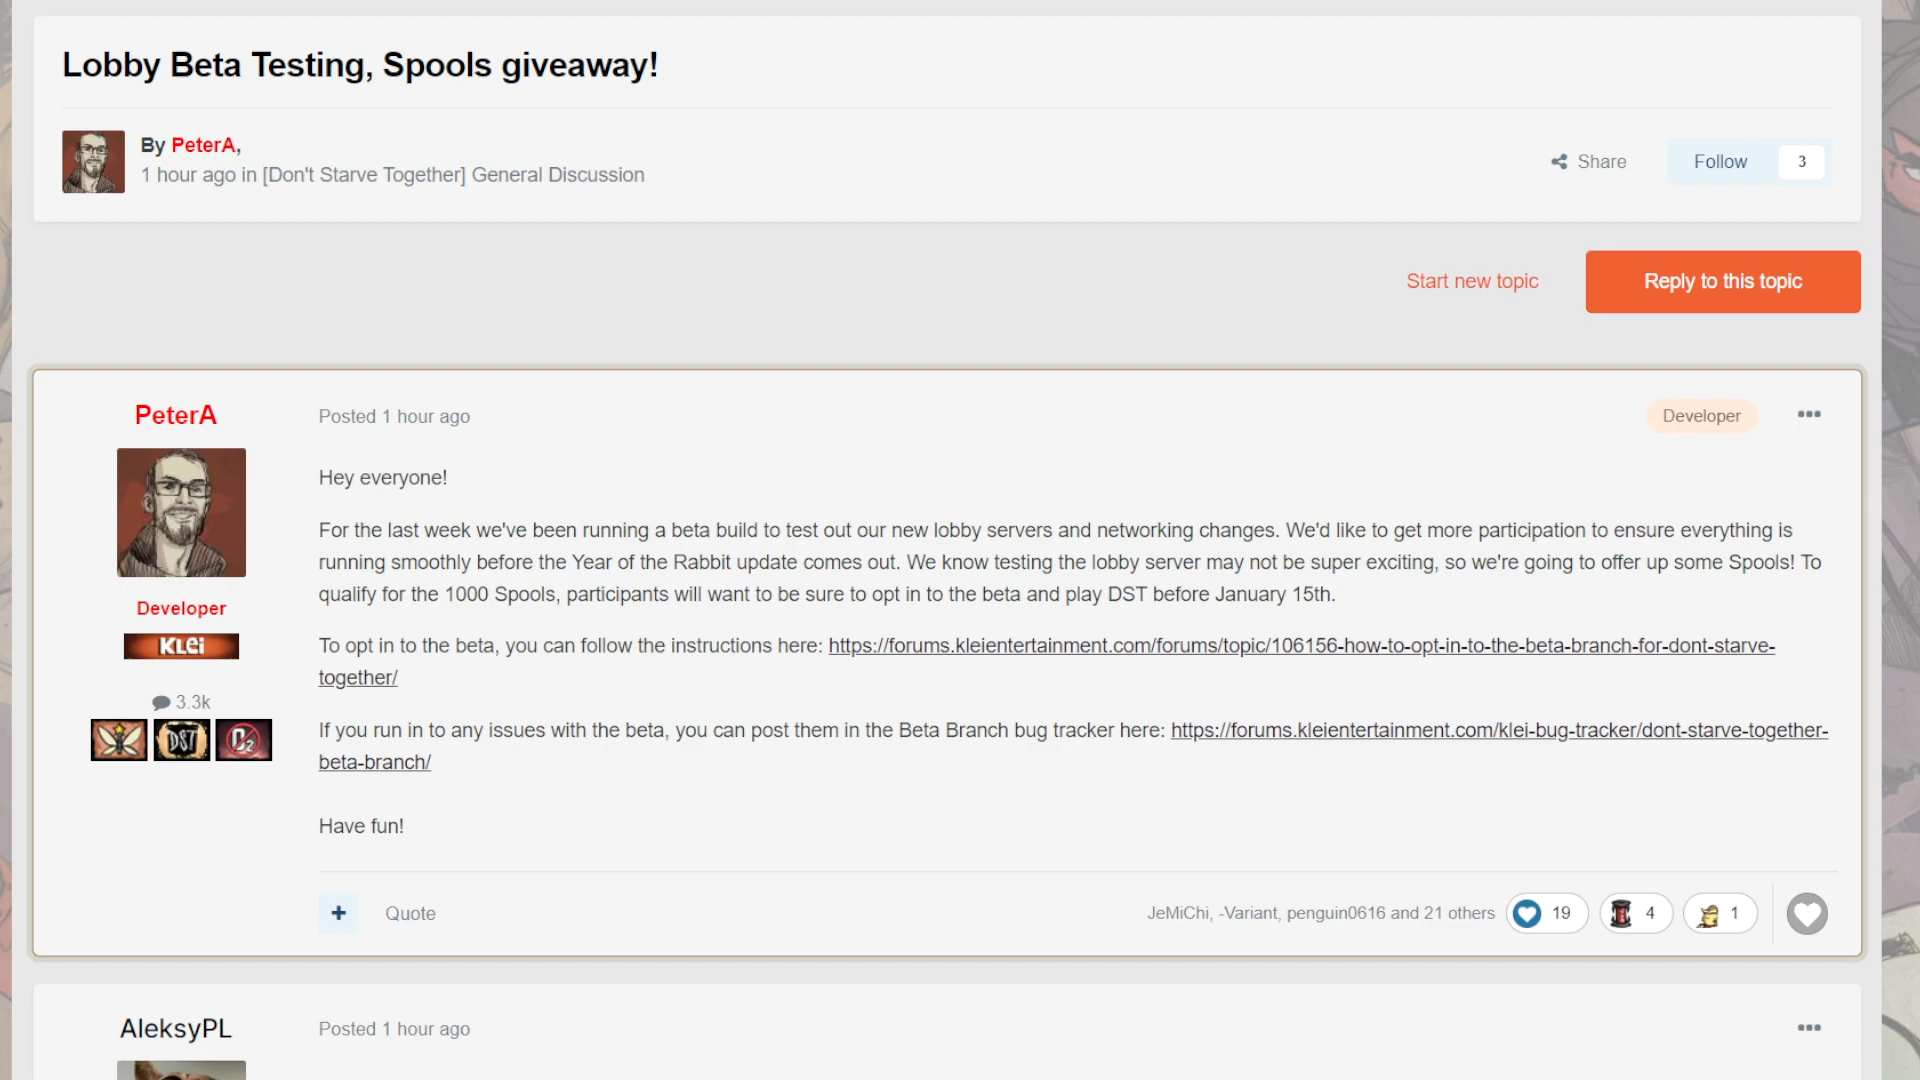 Lobby Beta Testing, Spools giveaway!
By PeterA,
1 hour ago in [Don't Starve Together] General Discussion
Share
Follow 3
Start new topic
Reply to this topic
PeterA
Posted 1 hour ago
Developer
Hey everyone!
For the last week we've been running a beta build to test out our new lobby servers and networking changes. We'd like to get more participation to ensure everything is
running smoothly before the Year of the Rabbit update comes out. We know testing the lobby server may not be super exciting, so we're going to offer up some Spools! To
qualify for the 1000 Spools, participants will want to be sure to opt in to the beta and play DST before January 15th.
Developer
KLei
3.3k
DST
O2
To opt in to the beta, you can follow the instructions here: https://forums.kleientertainment.com/forums/topic/106156-how-to-opt-in-to-the-beta-branch-for-dont-starve-
together/
If you run in to any issues with the beta, you can post them in the Beta Branch bug tracker here: https://forums.kleientertainment.com/klei-bug-tracker/dont-starve-together-
beta-branch/
Have fun!
+ Quote
JeMiChi, -Variant, penguin0616 and 21 others 19 4 1
AleksyPL
Posted 1 hour ago